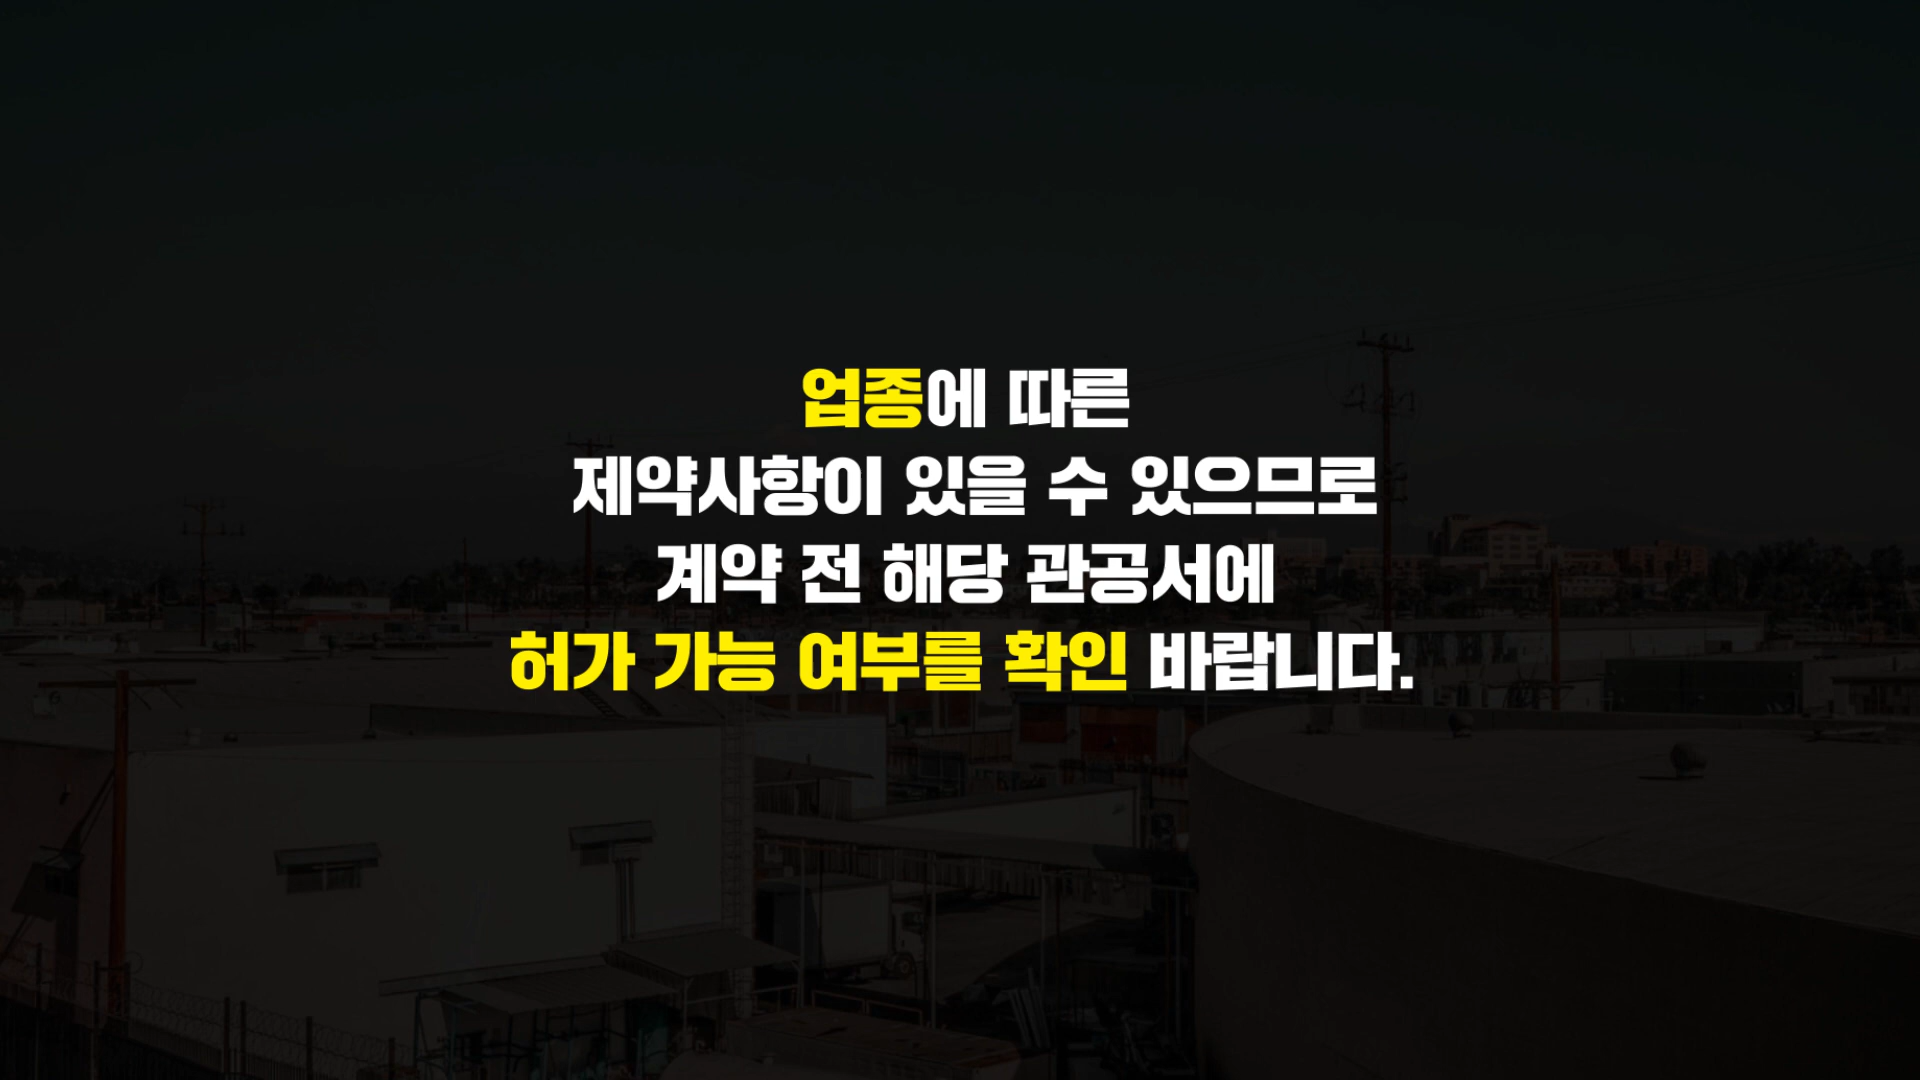 업종에 따른
제약사항이 있을 수 있으므로
계약 전 해당 관공서에
허가 가능 여부를 확인 바랍니다.